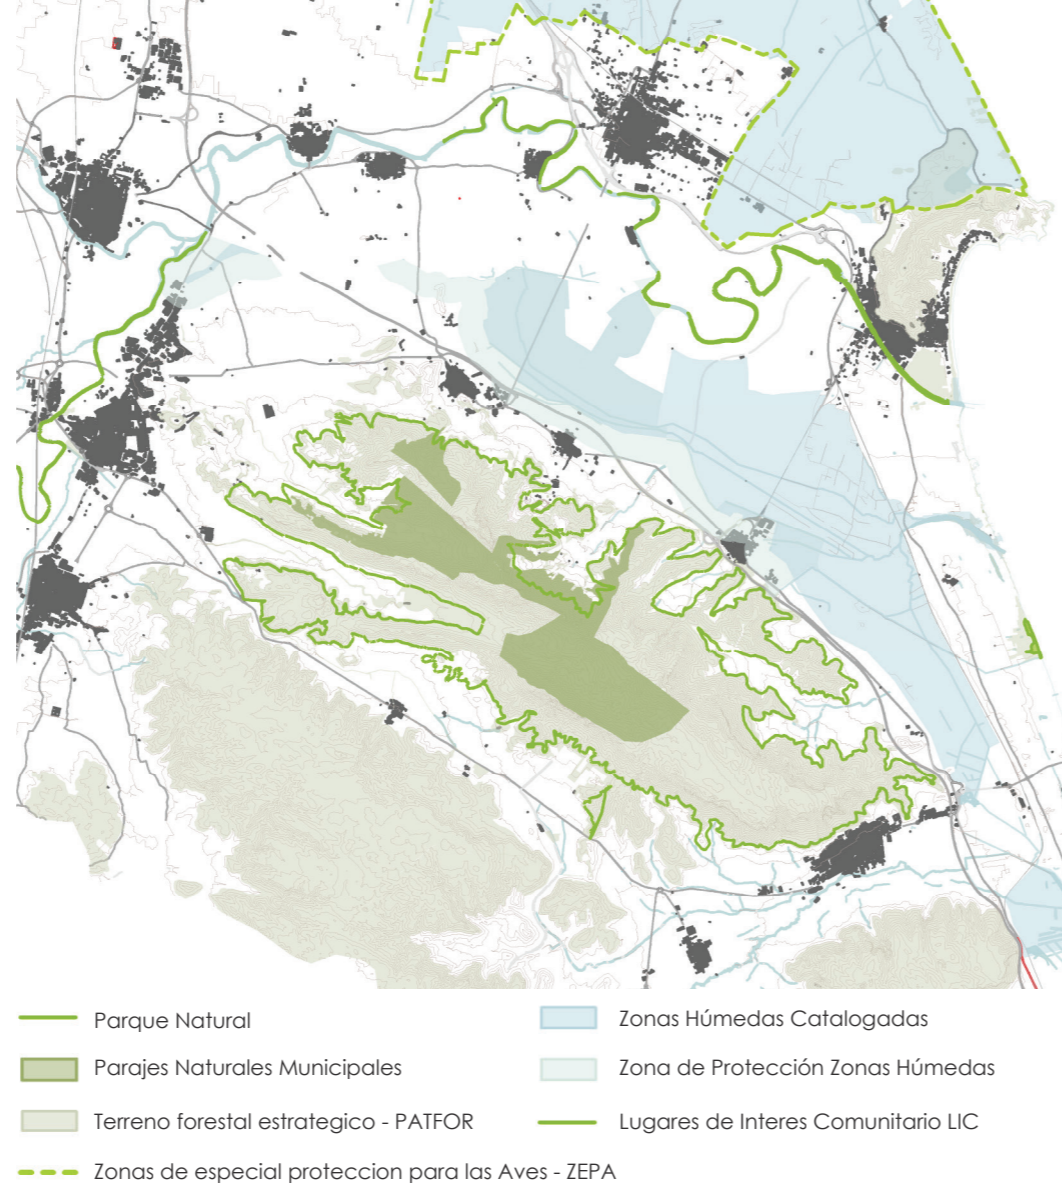 Parque Natural
Zonas Húmedas Catalogadas
Parajes Naturales Municipales
Zona de Protección Zonas Húmedas
Terreno forestal estrategico - PATFOR
Lugares de Interes Comunitario LIC
Zonas de especial proteccion para las Aves - ZEPA